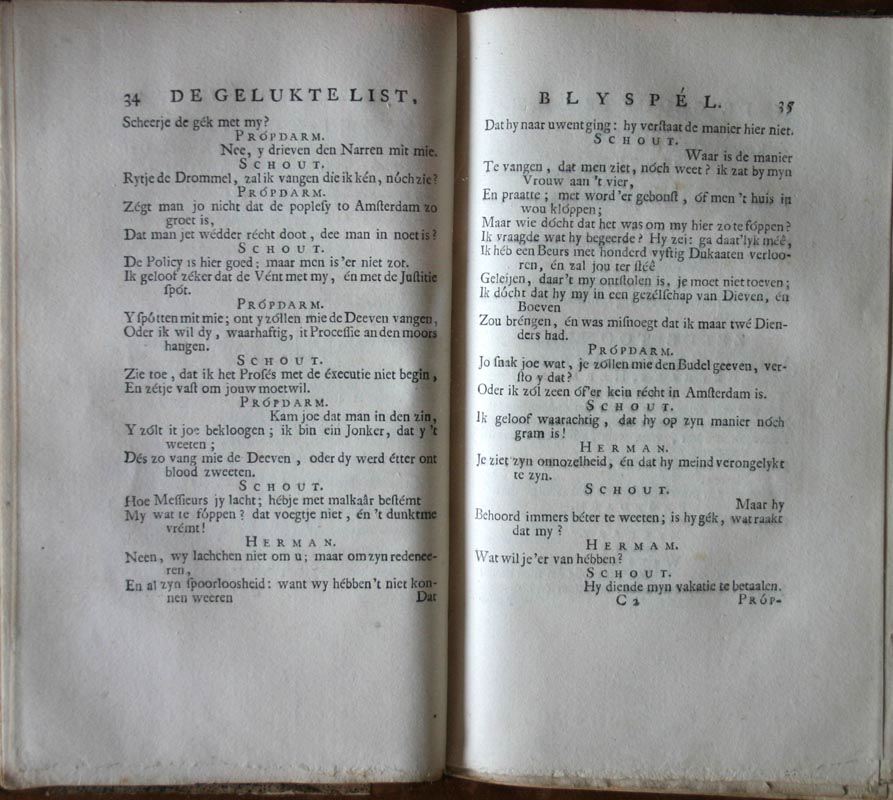 34 DE GELUKTE LIST,
Scheerje de gék met my?
PRÓPDARM.
Nee, y drieven den Narren mit mie.
SCHOUT.
Rytje de Drommel, zal ik vangen die ik kén, nóch zie?
PRÓPDARM.
Zégt man jo nicht dat de poplesy to Amsterdam zo
groet is,
Dat man jet wédder récht doot, dee man in noet is?
SCHOUT.
De Policy is hier goed; maar men is 'er niet zot.
Ik geloof zéker dat de Vént met my, én met de Justitie
spót.
PRÓPDARM.
Y spótten mit mie; ont y zóllen mie de Deeven vangen,
Oder ik wil dy, waarhaftig, it Processie an den moors
hangen.
SCHOUT.
Zie toe, dat ik het Profés met de éxecutie niet begin,
En zétje vast om jouw moetwil.
PRÓPDARM.
Kam joe dat man in den zin,
Y zólt it joe bekloogen; ik bin ein Jonker, dat y 't
weeten;
Dés zo vang mie de Deeven, oder dy werd étter ont
blood zweeten.
SCHOUT.
Hoe Messieurs jy lacht; hébje met malkaâr bestémt
My wat te fóppen? dat voegtje niet, én 't dunktme
vrémt!
HERMAN.
Neen, wy lachchen niet om u; maar om zyn redenee-
ren,
En al zyn spoorloosheid: want wy hébben 't niet kon-
nen weeren
Dat
BLYSPÉL. 35
Dat hy naar u went ging: hy verstaat de manier hier niet.
SCHOUT.
Waar is de manier
Te vangen, dat men ziet, nóch weet? ik zat by myn
Vrouw aan 't vier,
En praatte; met word 'er gebonst, óf men 't huis in
wou klóppen;
Maar wie dócht dat het was om my hier zo te fóppen?
Ik vraagde wat hy begeerde? Hy zei: ga daat'lyk méê,
Ik héb een Beurs met honderd vyftig Dukaaten verloo-
ren, én zal jou ter stéê
Geleijen, daar 't my ontstolen is, je moet niet toeven;
Ik dócht dat hy my in een gezélschap van Dieven, én
Boeven
Zou bréngen, én was misnoegt dat ik maar twé Dien-
ders had.
PRÓPDARM.
Jo snak joe wat, je zóllen mie den Budel geeven, ver-
sto y dat?
Oder ik zól zeen óf'er kein récht in Amsterdam is.
SCHOUT.
Ik geloof waarachtig, dat hy op zyn manier nóch
gram is!
HERMAN.
Je ziet zyn onnozelheid, én dat hy meind verongelykt
te zyn.
SCHOUT.
Maar hy
Behoord immers béter te weeten; is hy gék, wat raakt
dat my?
HERMAM.
Wat wil je 'er van hébben?
SCHOUT.
Hy diende myn vakatie te betaalen.
C 2 PRÓP-